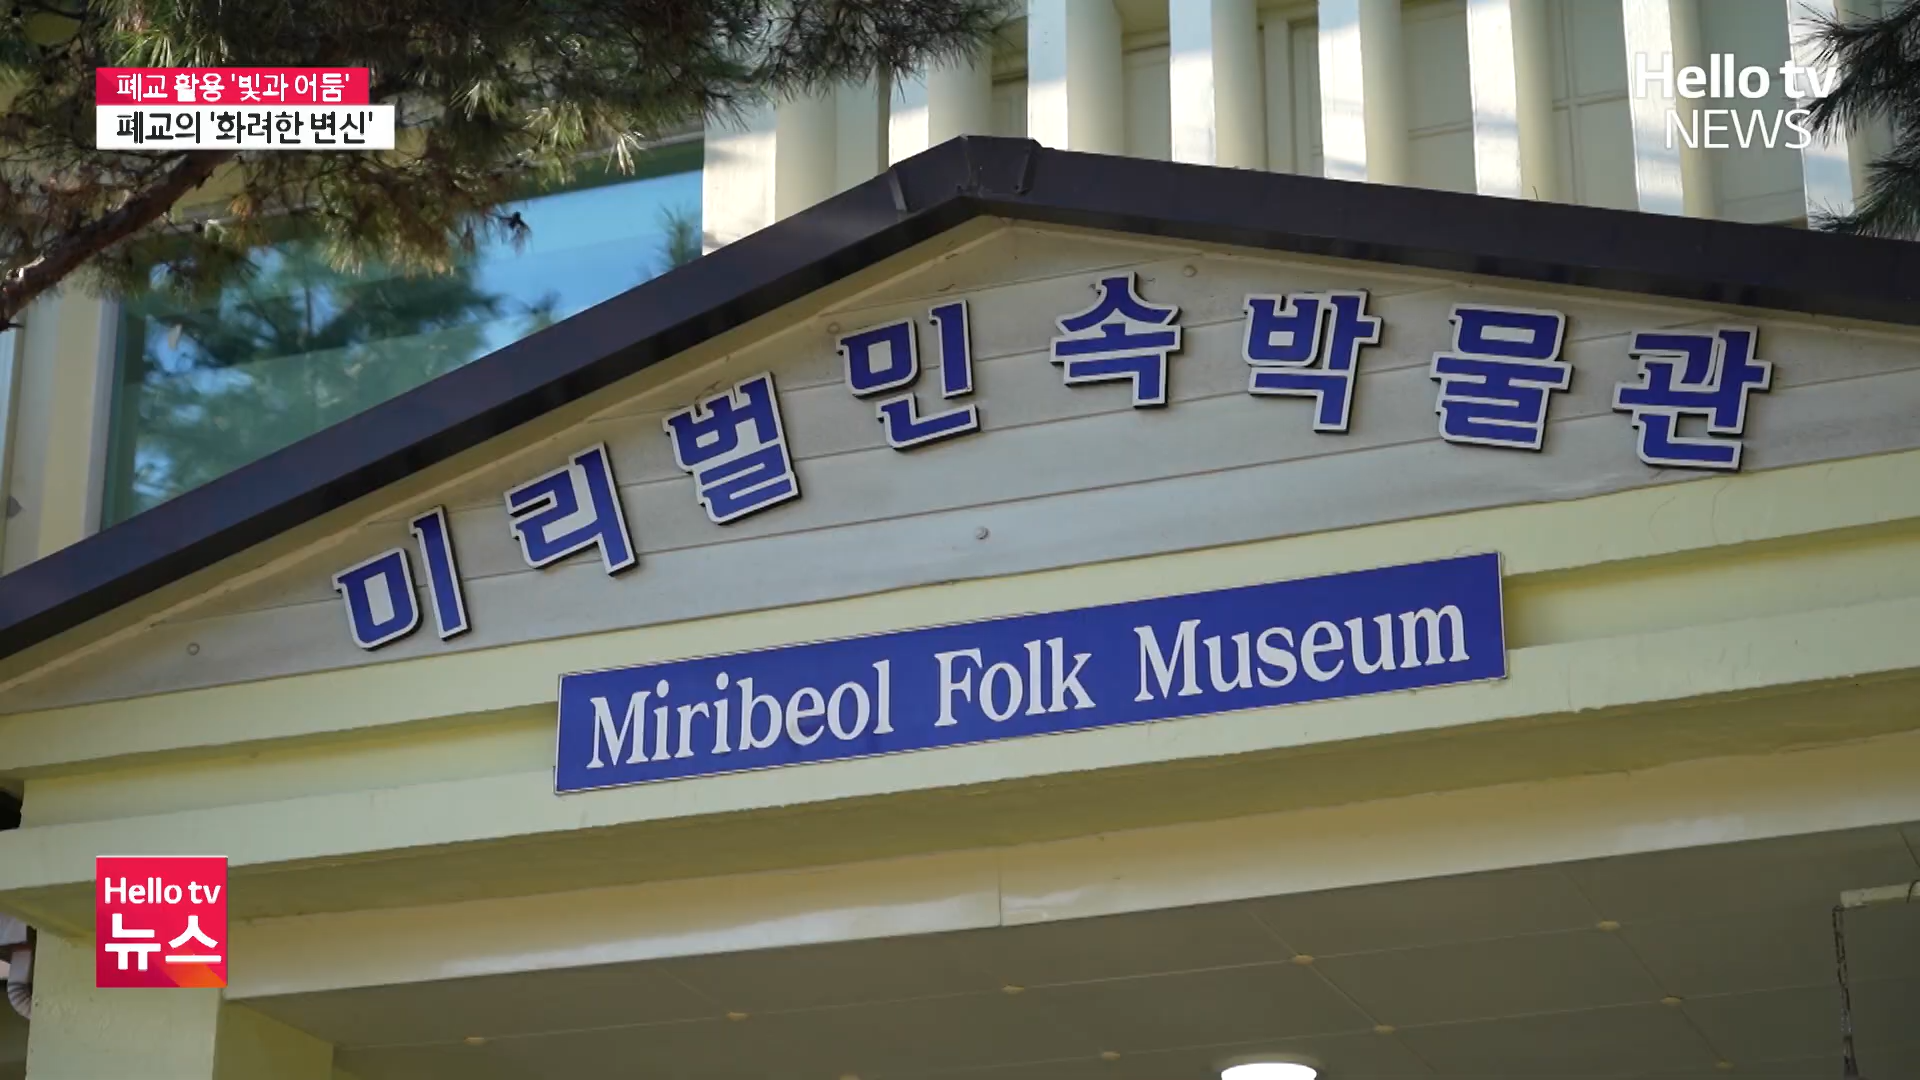 폐교 활용 '빛과 어둠'
폐교의 '화려한 변신'
Hello tv
NEWS
미리벌민속박물관
Miribeol Folk Museum
Hello tv
뉴스